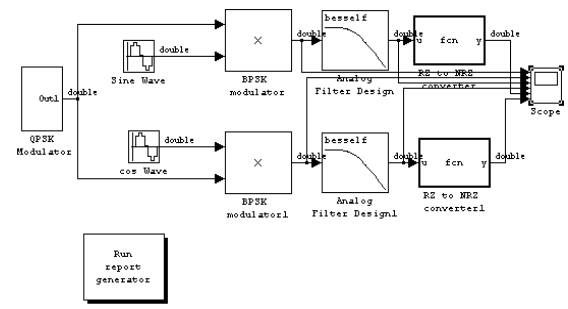 double
double
double
double
Sine Wave
BPSK
modulator
besself
Analog
Filter Design
u fcn y
RZ to NRZ
converter
Scope
Out1
double
QPSK
Modulator
double
cos Wave
BPSK
modulator1
double
besself
Analog
Filter Design1
double
u fcn y
double
RZ to NRZ
converter1
Run
report
generator